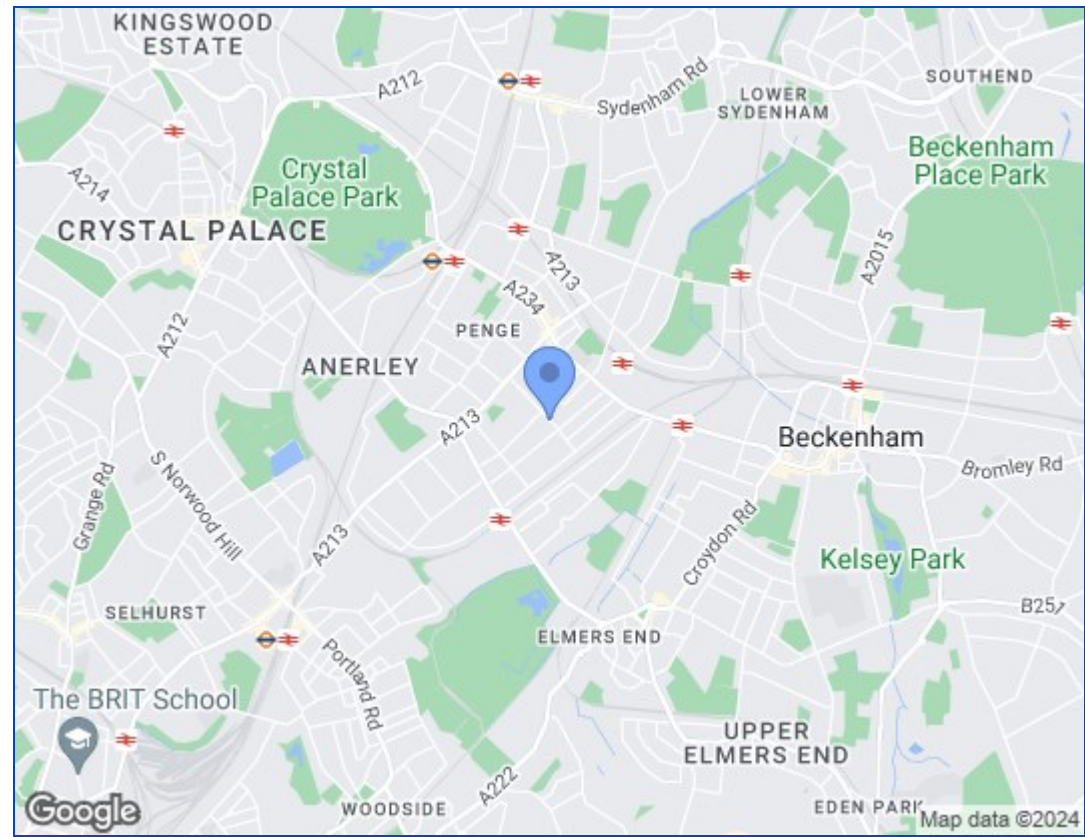 KINGSWOOD
ESTATE
A212
Sydenham Rd
LOWER
SYDENHAM
SOUTHEND
A214
Crystal
Palace Park
Beckenham
Place Park
CRYSTAL PALACE
A213
A2015
A234
A212
PENGE
ANERLEY
A213
Beckenham
Bromley Rd
Grange Rd
S Norwood Hill
A213
Croydon Rd
Kelsey Park
SELHURST
B251
ELMERS END
Portland Rd
The BRIT School
UPPER
ELMERS END
A222
Google
WOODSIDE
EDEN PARK
Map data ©2024